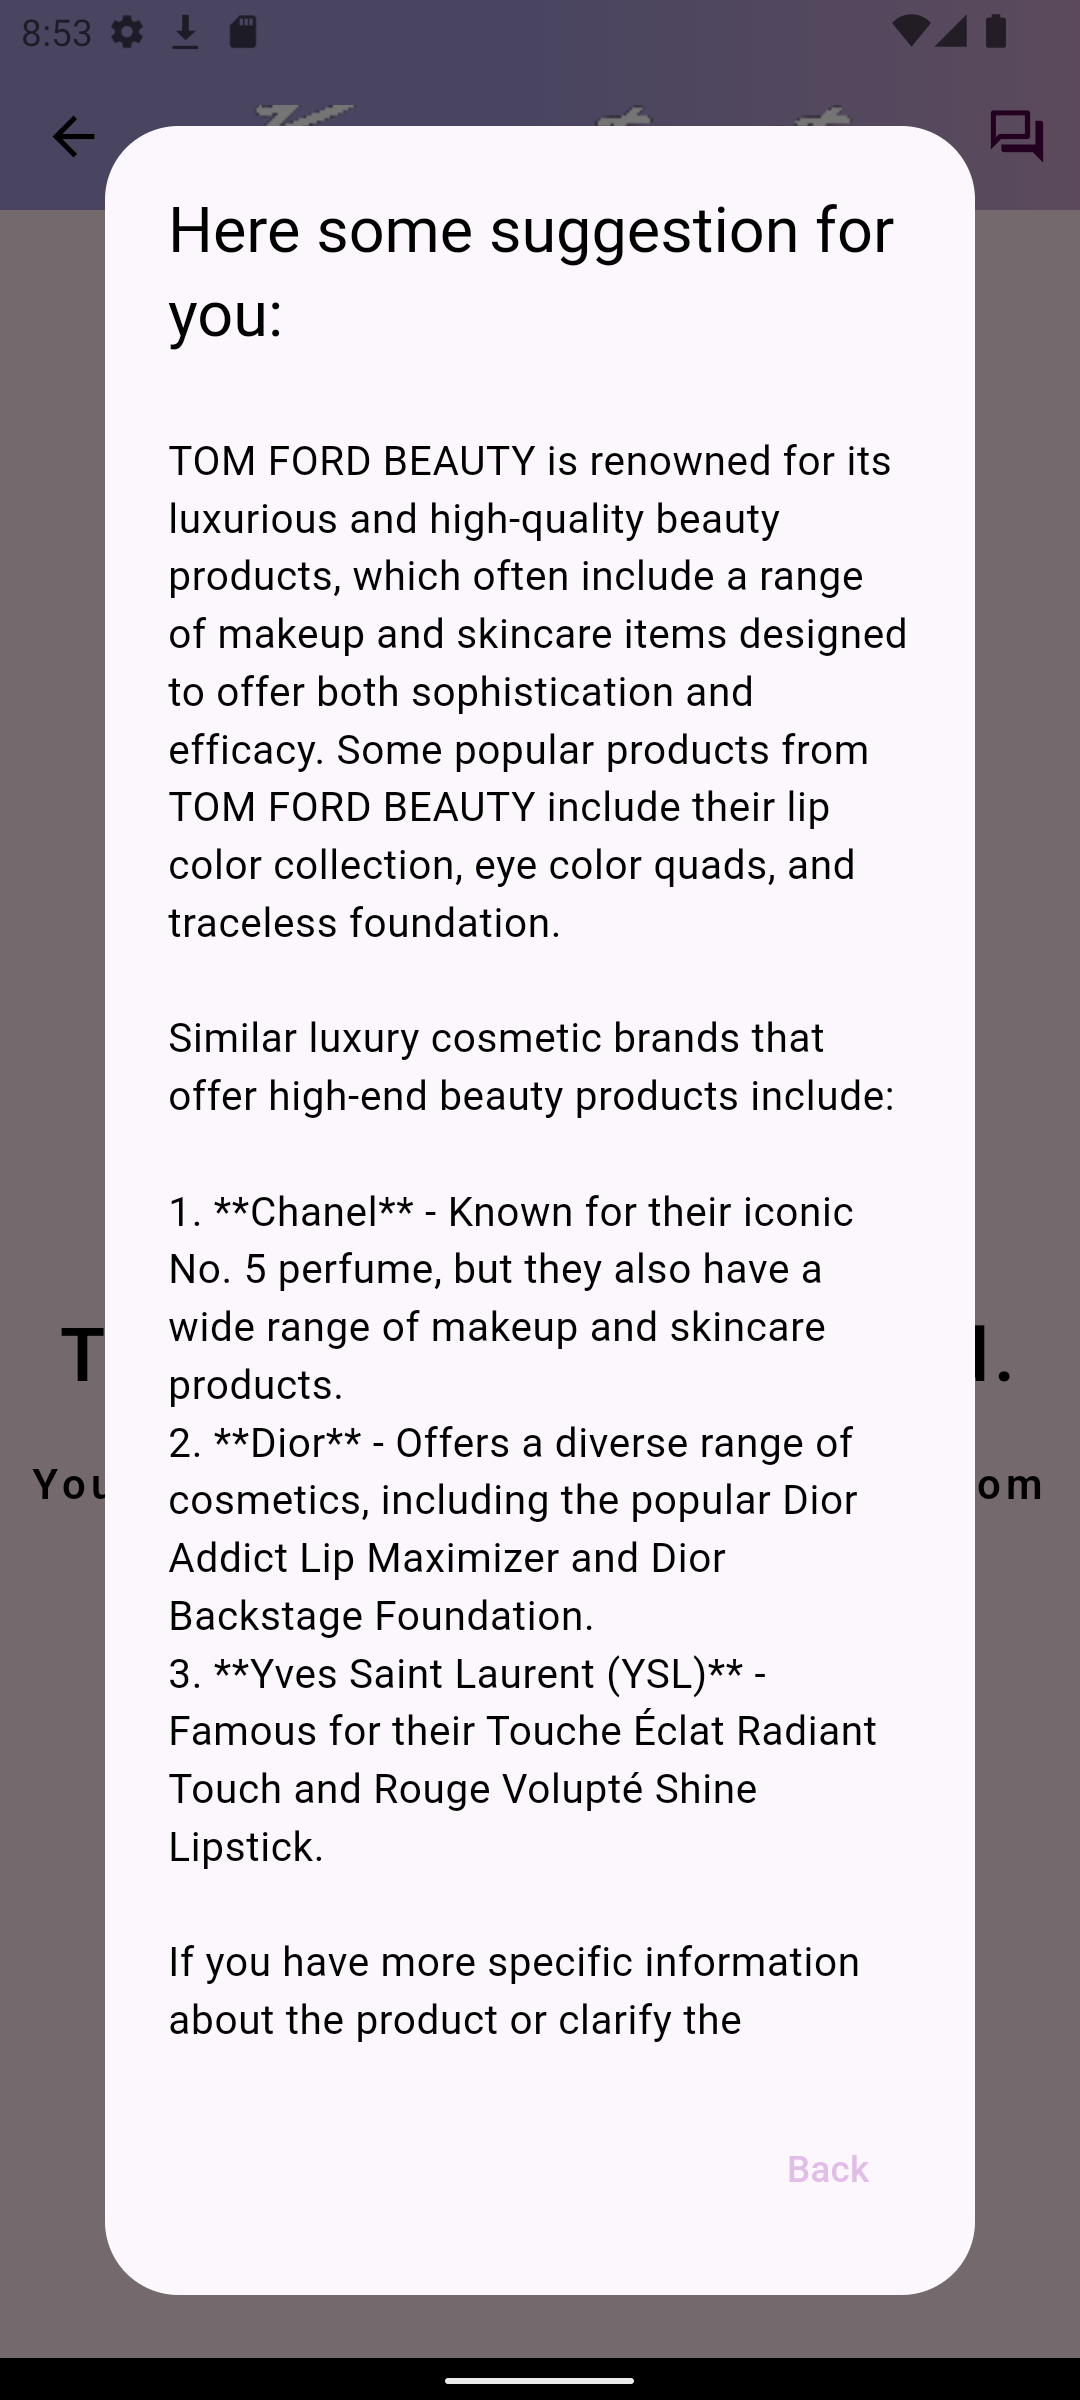 8:53
Here some suggestion for
you:
TOM FORD BEAUTY is renowned for its
luxurious and high-quality beauty
products, which often include a range
of makeup and skincare items designed
to offer both sophistication and
efficacy. Some popular products from
TOM FORD BEAUTY include their lip
color collection, eye color quads, and
traceless foundation.
Similar luxury cosmetic brands that
offer high-end beauty products include:
1. **Chanel** - Known for their iconic
No. 5 perfume, but they also have a
wide range of makeup and skincare
products.
2. **Dior** - Offers a diverse range of
cosmetics, including the popular Dior
Addict Lip Maximizer and Dior
Backstage Foundation.
3. **Yves Saint Laurent (YSL)** -
Famous for their Touche Éclat Radiant
Touch and Rouge Volupté Shine
Lipstick.
If you have more specific information
about the product or clarify the
Back